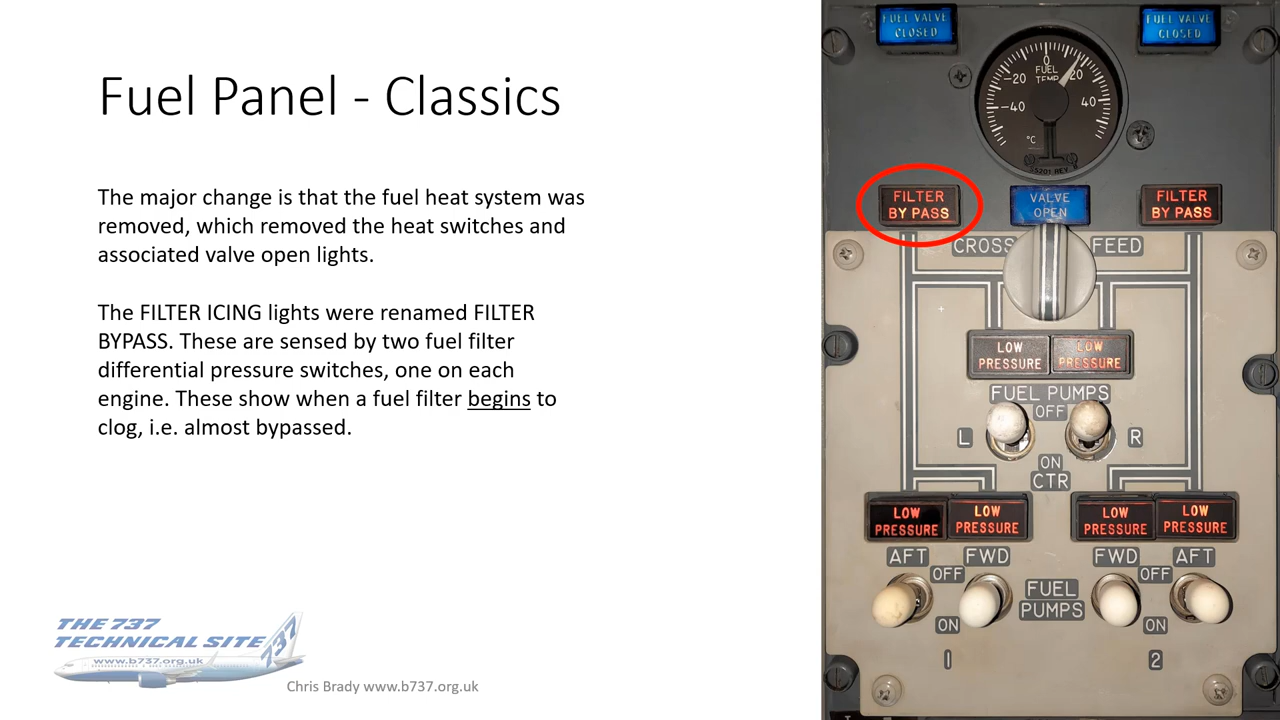 Fuel Panel - Classics
The major change is that the fuel heat system was
removed, which removed the heat switches and
associated valve open lights.
The FILTER ICING lights were renamed FILTER
BYPASS. These are sensed by two fuel filter
differential pressure switches, one on each
engine. These show when a fuel filter begins to
clog, i.e. almost bypassed.
THE 737
TECHNICAL SITE
www.b737.org.uk
737
Chris Brady www.b737.org.uk
FUEL VALVE
CLOSED
FUEL VALVE
CLOSED
0
FUEL
TEMP
-20
20
-40
40
°C
FILTER
BY PASS
VALVE
OPEN
FILTER
BY PASS
CROSS FEED
LOW
PRESSURE
LOW
PRESSURE
FUEL PUMPS
OFF
L
R
ON
CTR
LOW
PRESSURE
LOW
PRESSURE
LOW
PRESSURE
LOW
PRESSURE
AFT
FWD
FWD
AFT
OFF
OFF
FUEL
PUMPS
ON
ON
1
2